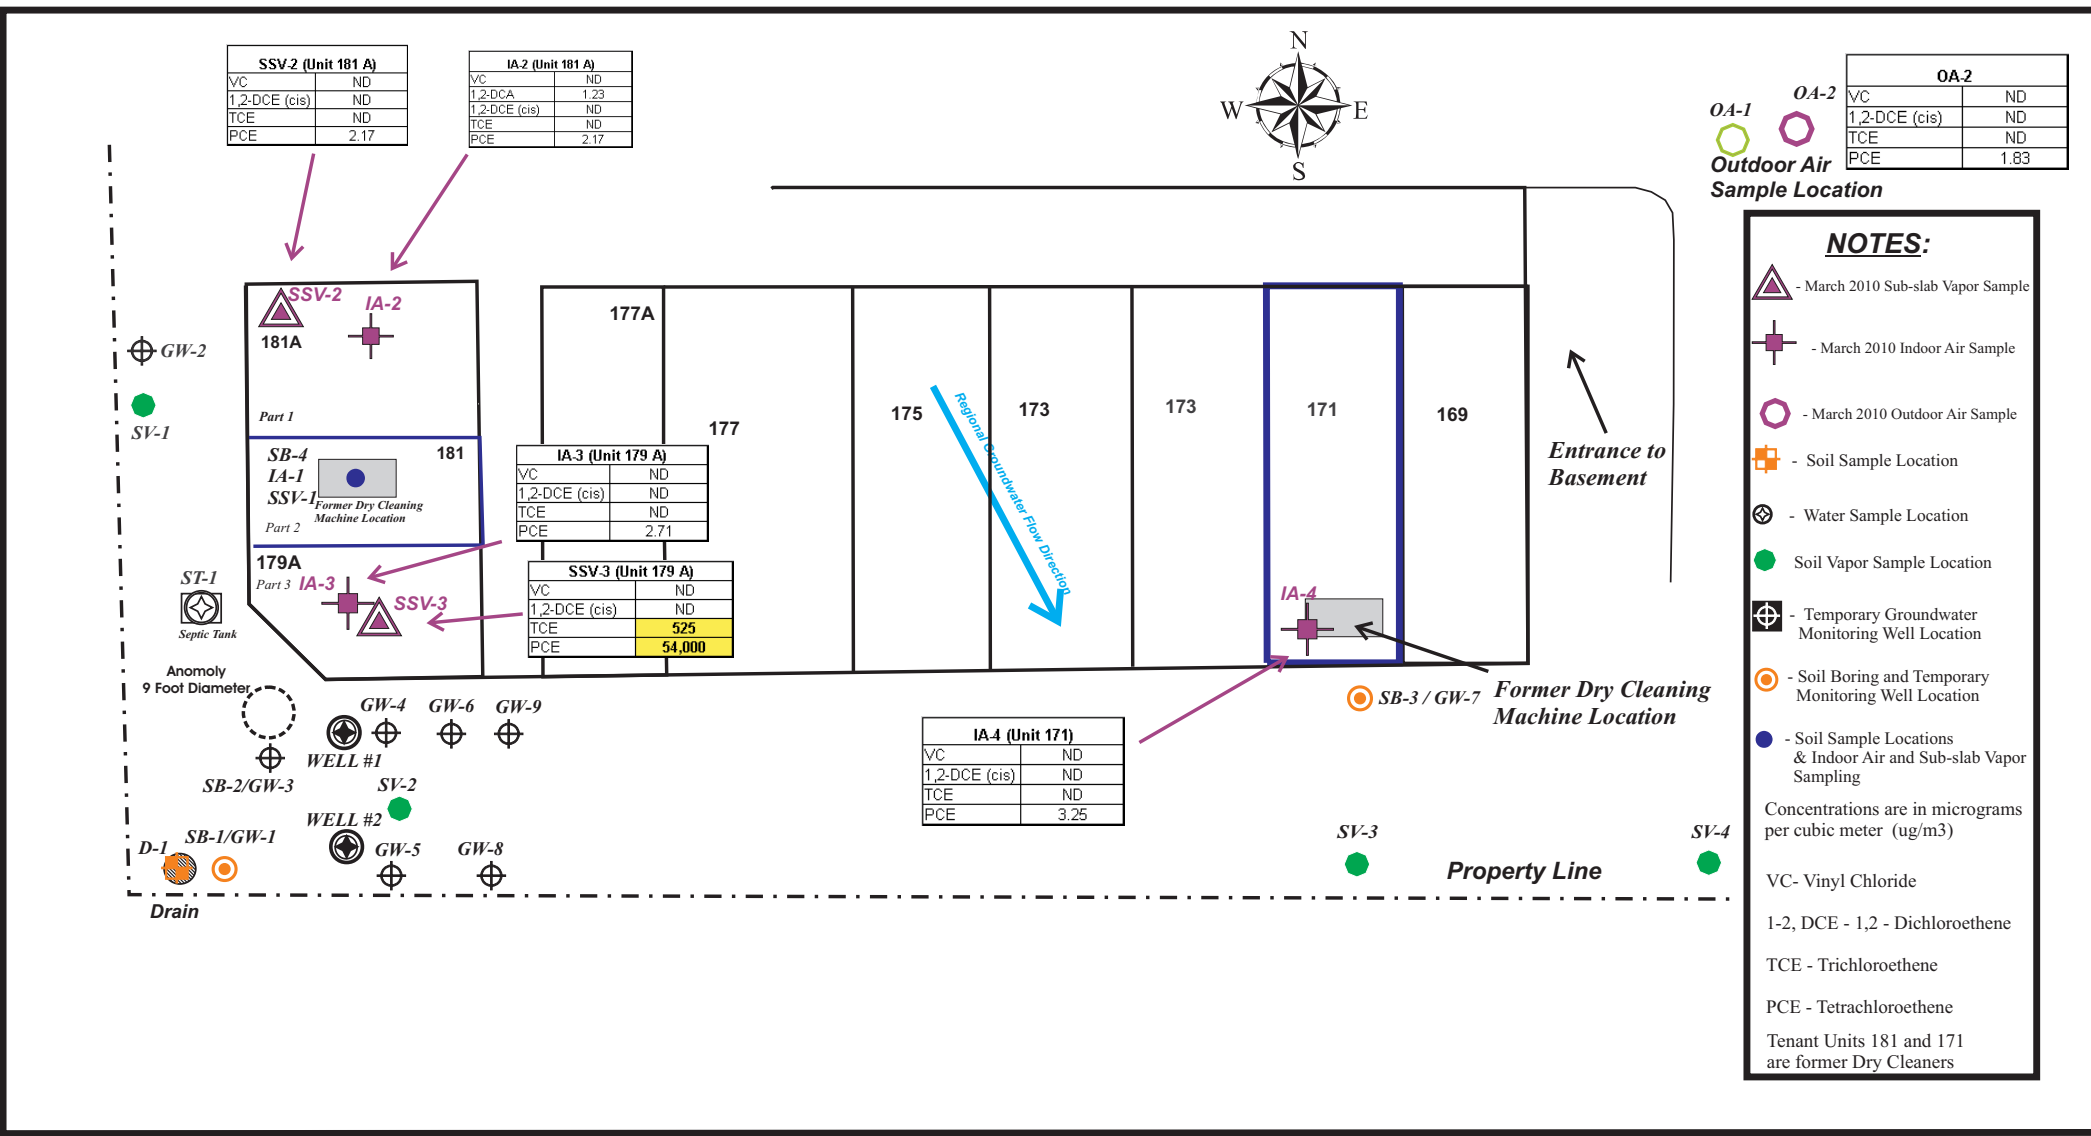 SSV-2 (Unit 181 A)
VC ND
1,2-DCE (cis) ND
TCE ND
PCE 2.17
IA-2 (Unit 181 A)
VC ND
1,2-DCA 1.23
1,2-DCE (cis) ND
TCE ND
PCE 2.17
N
W E
S
OA-1
OA-2
Outdoor Air
Sample Location
OA-2
VC ND
1,2-DCE (cis) ND
TCE ND
PCE 1.83
SSV-2
IA-2
181A
Part 1
GW-2
SV-1
SB-4
IA-1
SSV-1
181
Former Dry Cleaning
Machine Location
Part 2
179A
Part 3
IA-3
SSV-3
ST-1
Septic Tank
177A
177
175
173
173
171
169
Regional Groundwater Flow Direction
Entrance to
Basement
IA-3 (Unit 179 A)
VC ND
1,2-DCE (cis) ND
TCE ND
PCE 2.71
SSV-3 (Unit 179 A)
VC ND
1,2-DCE (cis) ND
TCE 525
PCE 54,000
IA-4
Former Dry Cleaning
Machine Location
SB-3 / GW-7
IA-4 (Unit 171)
VC ND
1,2-DCE (cis) ND
TCE ND
PCE 3.25
Anomoly
9 Foot Diameter
GW-4
GW-6
GW-9
WELL #1
SB-2/GW-3
SV-2
WELL #2
SB-1/GW-1
D-1
GW-5
GW-8
SV-3
SV-4
Property Line
Drain
NOTES:
- March 2010 Sub-slab Vapor Sample
- March 2010 Indoor Air Sample
- March 2010 Outdoor Air Sample
- Soil Sample Location
- Water Sample Location
Soil Vapor Sample Location
- Temporary Groundwater
Monitoring Well Location
- Soil Boring and Temporary
Monitoring Well Location
- Soil Sample Locations
& Indoor Air and Sub-slab Vapor
Sampling
Concentrations are in micrograms
per cubic meter (ug/m3)
VC- Vinyl Chloride
1-2, DCE - 1,2 - Dichloroethene
TCE - Trichloroethene
PCE - Tetrachloroethene
Tenant Units 181 and 171
are former Dry Cleaners